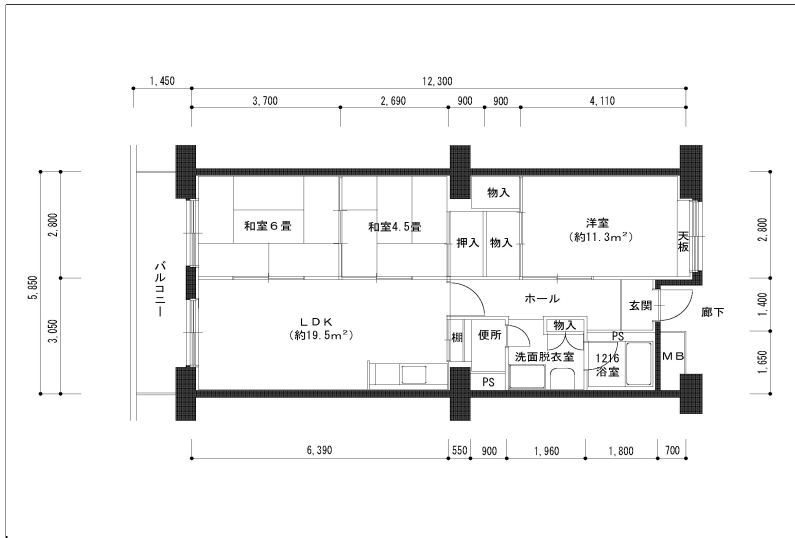 1,450
12,300
3,700
2,690
900
900
4,110
5,850
2,800
3,050
バルコニー
和室６畳
和室4.5畳
物入
押入
物入
洋室
(約11.3m²)
天板
2,800
1,400
1,650
ＬＤＫ
(約19.5m²)
ホール
玄関
廊下
棚
便所
物入
PS
洗面脱衣室
1216
浴室
MB
PS
6,390
550
900
1,960
1,800
700